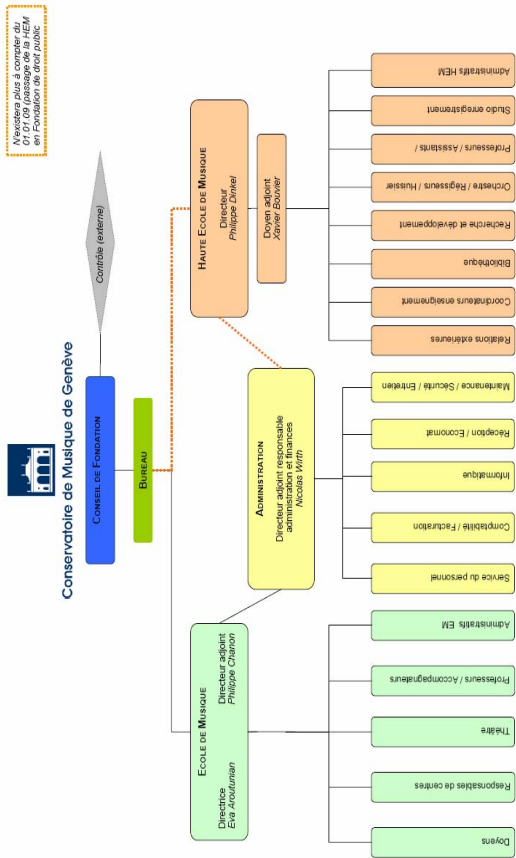 Conservatoire de Musique de Genève
N'existera plus à compter du
01.01.09 (passage de la HEM
en Fondation de droit public
CONSEIL DE FONDATION
Contrôle (externe)
BUREAU
ECOLE DE MUSIQUE
Directrice
Eva Aroutunian
Directeur adjoint
Philippe Chanon
HAUTE ECOLE DE MUSIQUE
Directeur
Philippe Dinkel
Doyen adjoint
Xavier Bouvier
ADMINISTRATION
Directeur adjoint responsable
administration et finances
Nicolas Wirth
Doyens
Responsables de centres
Théâtre
Professeurs / Accompagnateurs
Administratifs EM
Service du personnel
Comptabilité / Facturation
Informatique
Réception / Economat
Maintenance / Sécurité / Entretien
Relations extérieures
Coordinateurs enseignement
Bibliothèque
Recherche et développement
Orchestre / Régisseurs / Huissier
Professeurs / Assistants /
Studio enregistrement
Administratifs HEM